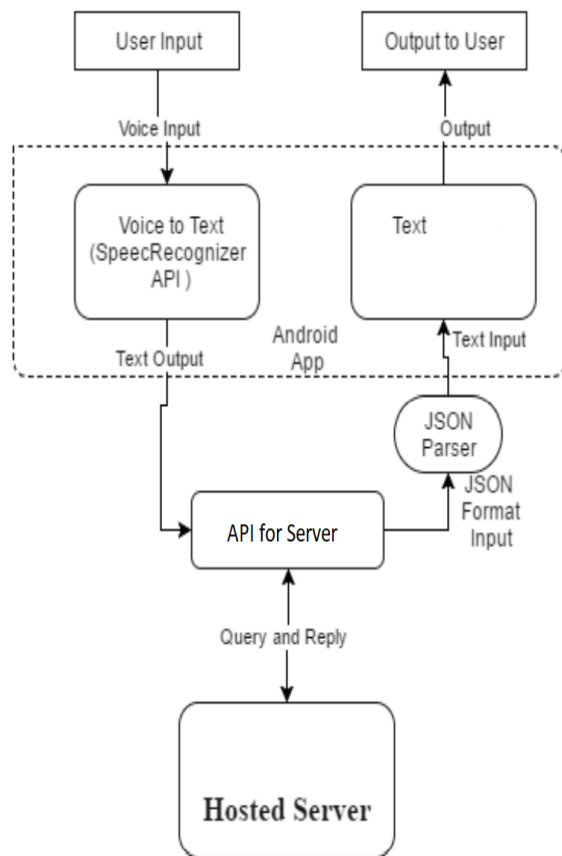 User Input
Output to User
Voice Input
Output
Voice to Text
(SpeecRecognizer
API )
Text
Android
App
Text Output
Text Input
JSON
Parser
JSON
Format
Input
API for Server
Query and Reply
Hosted Server